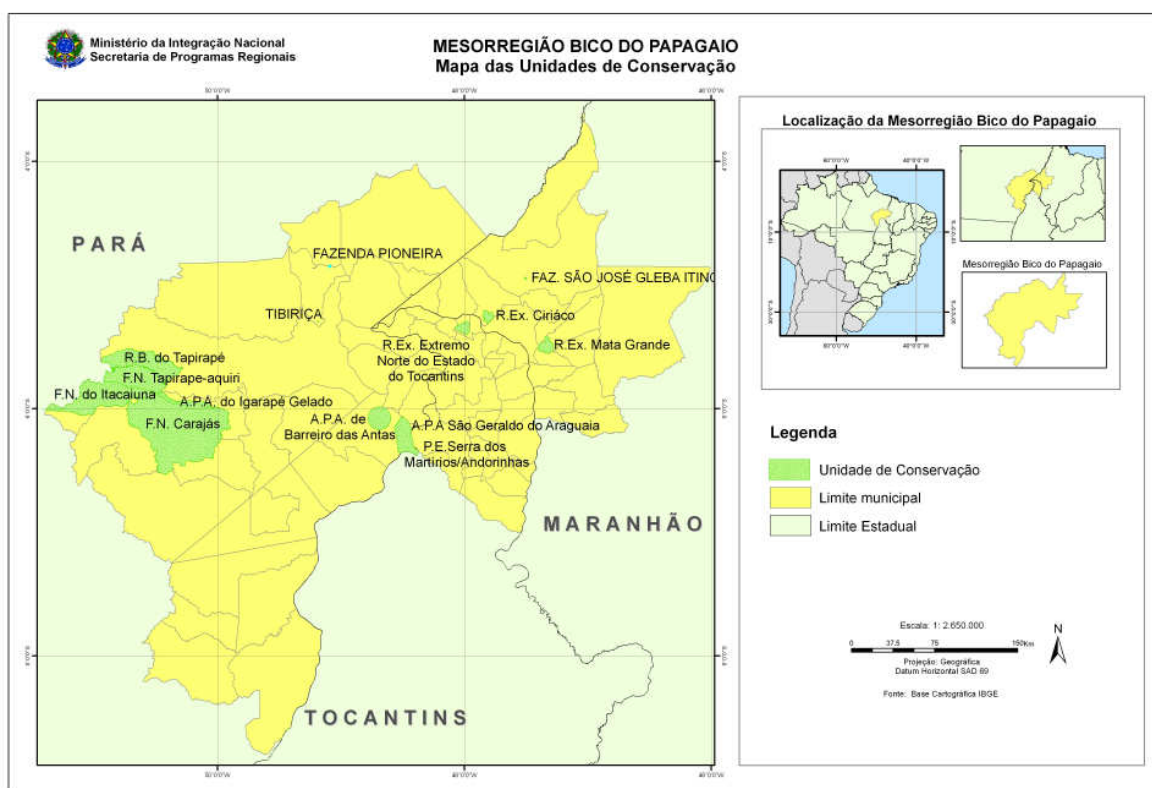 Ministério da Integração Nacional
Secretaria de Programas Regionais
MESORREGIÃO BICO DO PAPAGAIO
Mapa das Unidades de Conservação
PARÁ
FAZENDA PIONEIRA
FAZ. SÃO JOSÉ GLEBA ITINO
TIBIRIÇA
R.Ex. Ciriáco
R.Ex. Extremo
Norte do Estado
do Tocantins
R.Ex. Mata Grande
R.B. do Tapirapé
F.N. Tapirape-aquiri
F.N. do Itacaiuna
A.P.A. do Igarapé Gelado
F.N. Carajás
A.P.A. de
Barreiro das Antas
A.P.A São Geraldo do Araguaia
P.E.Serra dos
Martírios/Andorinhas
MARANHÃO
TOCANTINS
Localização da Mesorregião Bico do Papagaio
Mesorregião Bico do Papagaio
Legenda
Unidade de Conservação
Limite municipal
Limite Estadual
Escala: 1: 2.650.000
N
0 37,5 75 150Km
Projeção: Geográfica
Datum Horizontal SAD 69
Fonte: Base Cartográfica IBGE